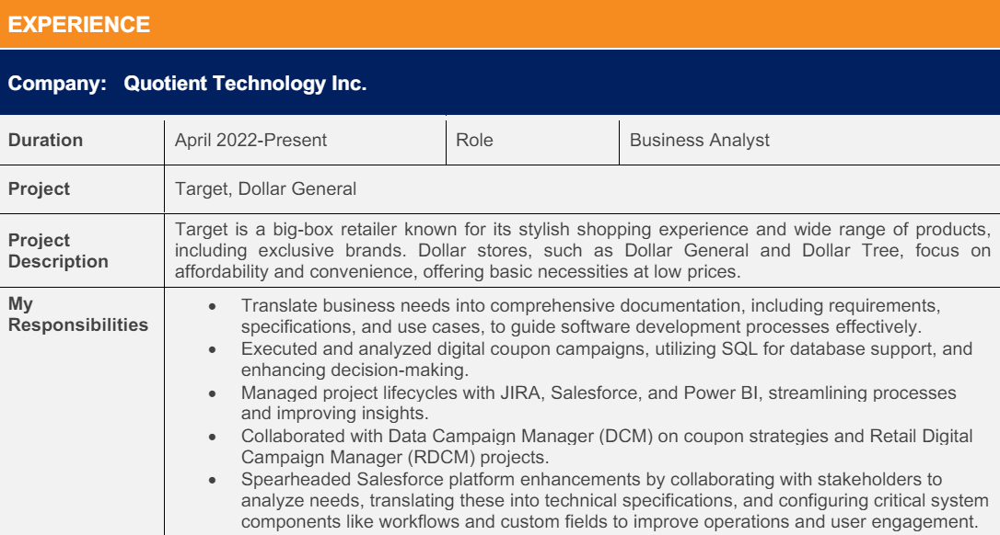 EXPERIENCE
Company: Quotient Technology Inc.
Duration April 2022-Present Role Business Analyst
Project Target, Dollar General
Project Description
Target is a big-box retailer known for its stylish shopping experience and wide range of products,
including exclusive brands. Dollar stores, such as Dollar General and Dollar Tree, focus on
affordability and convenience, offering basic necessities at low prices.
My
Responsibilities
• Translate business needs into comprehensive documentation, including requirements,
specifications, and use cases, to guide software development processes effectively.
• Executed and analyzed digital coupon campaigns, utilizing SQL for database support, and
enhancing decision-making.
• Managed project lifecycles with JIRA, Salesforce, and Power BI, streamlining processes
and improving insights.
• Collaborated with Data Campaign Manager (DCM) on coupon strategies and Retail Digital
Campaign Manager (RDCM) projects.
• Spearheaded Salesforce platform enhancements by collaborating with stakeholders to
analyze needs, translating these into technical specifications, and configuring critical system
components like workflows and custom fields to improve operations and user engagement.